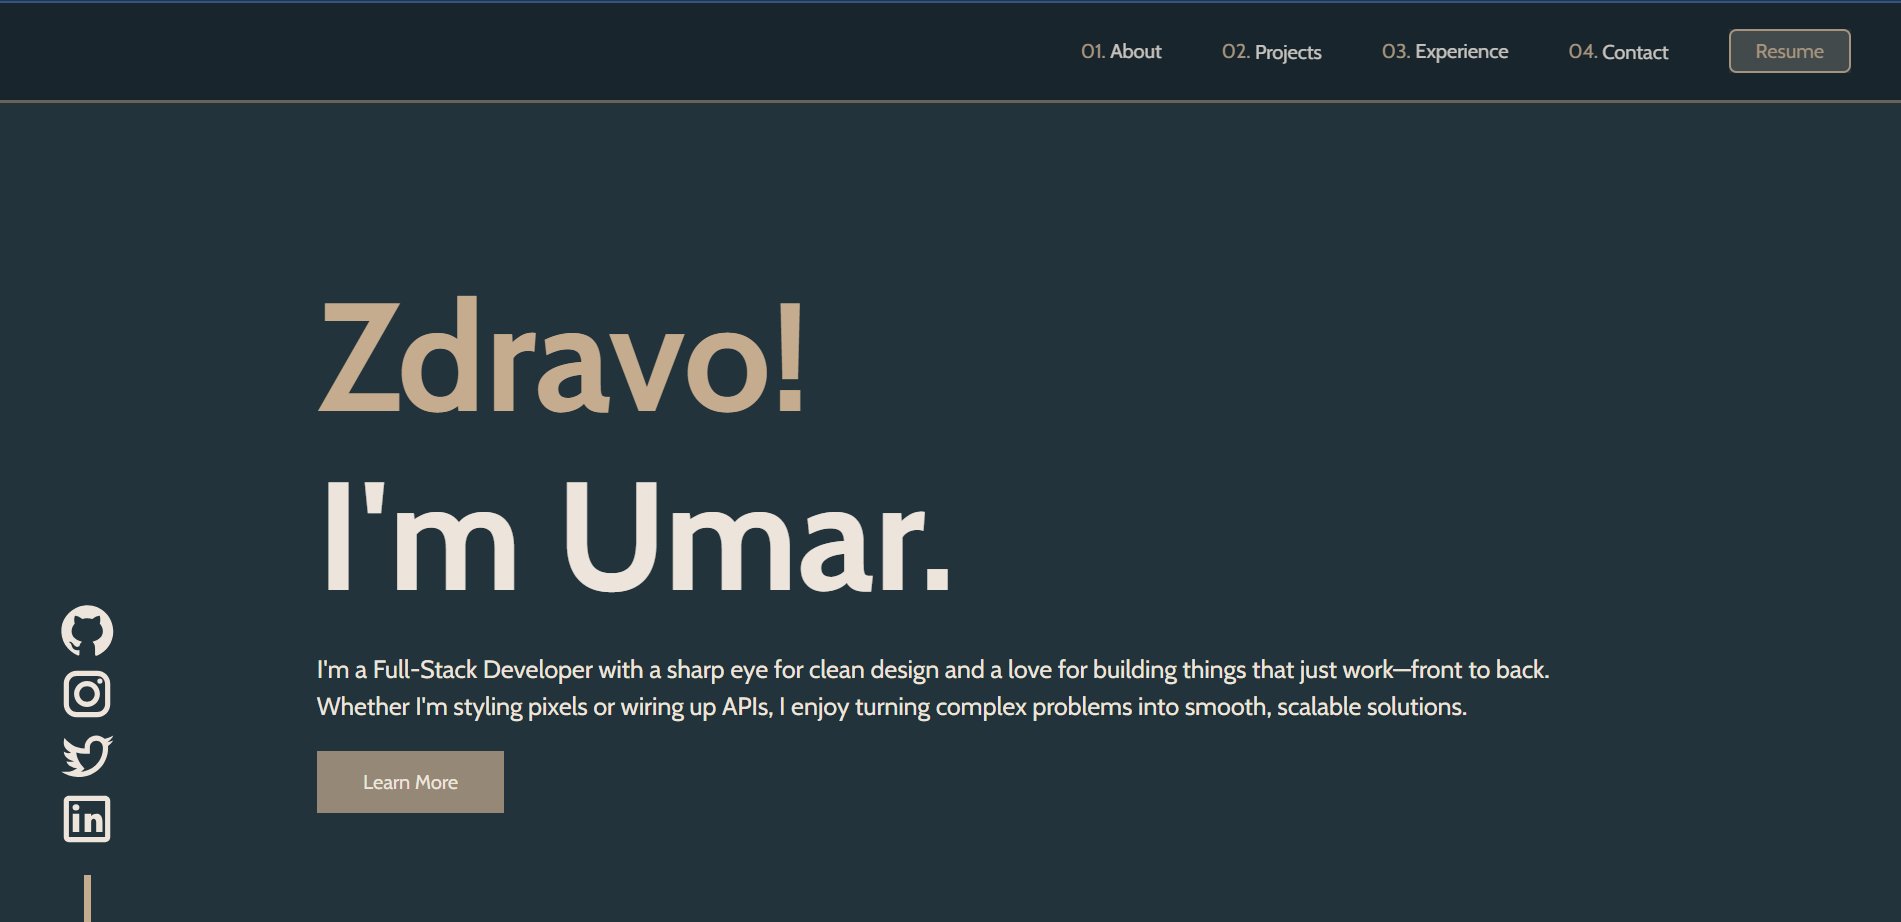 01. About 02. Projects 03. Experience 04. Contact Resume
Zdravo!
I'm Umar.
I'm a Full-Stack Developer with a sharp eye for clean design and a love for building things that just work—front to back.
Whether I'm styling pixels or wiring up APIs, I enjoy turning complex problems into smooth, scalable solutions.
Learn More
in